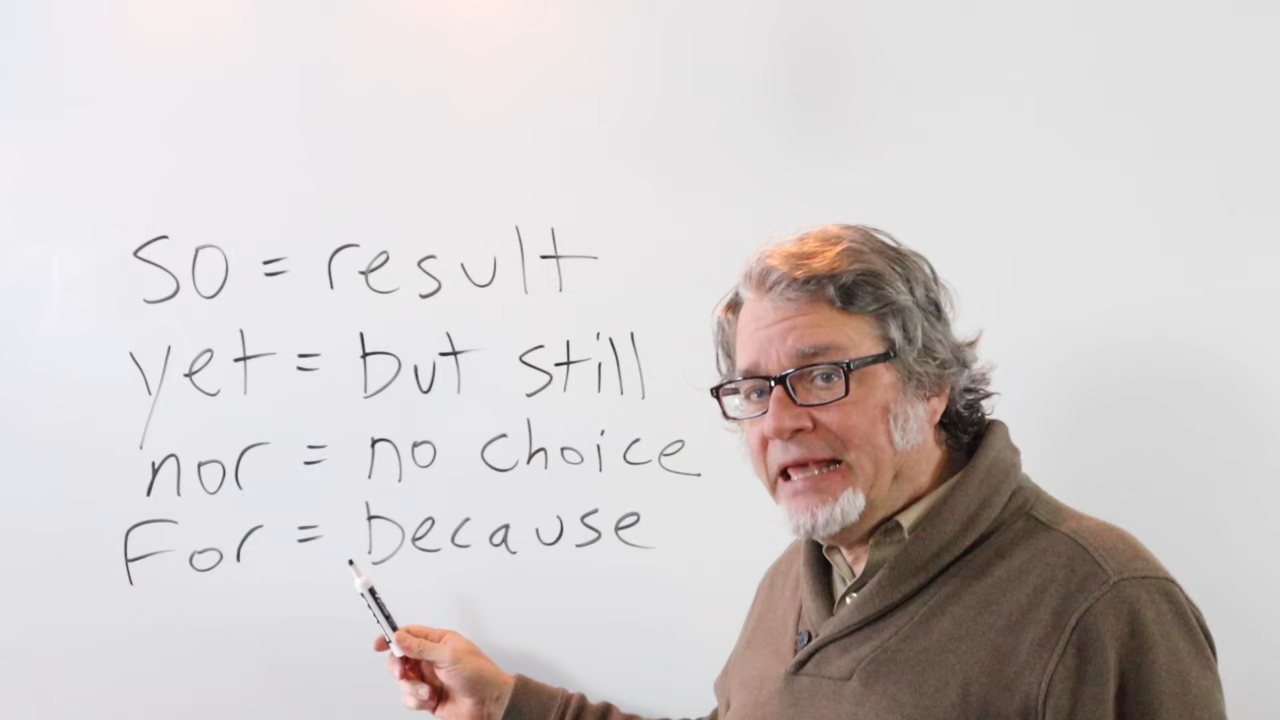 so = result
yet = but still
nor = no choice
For = because